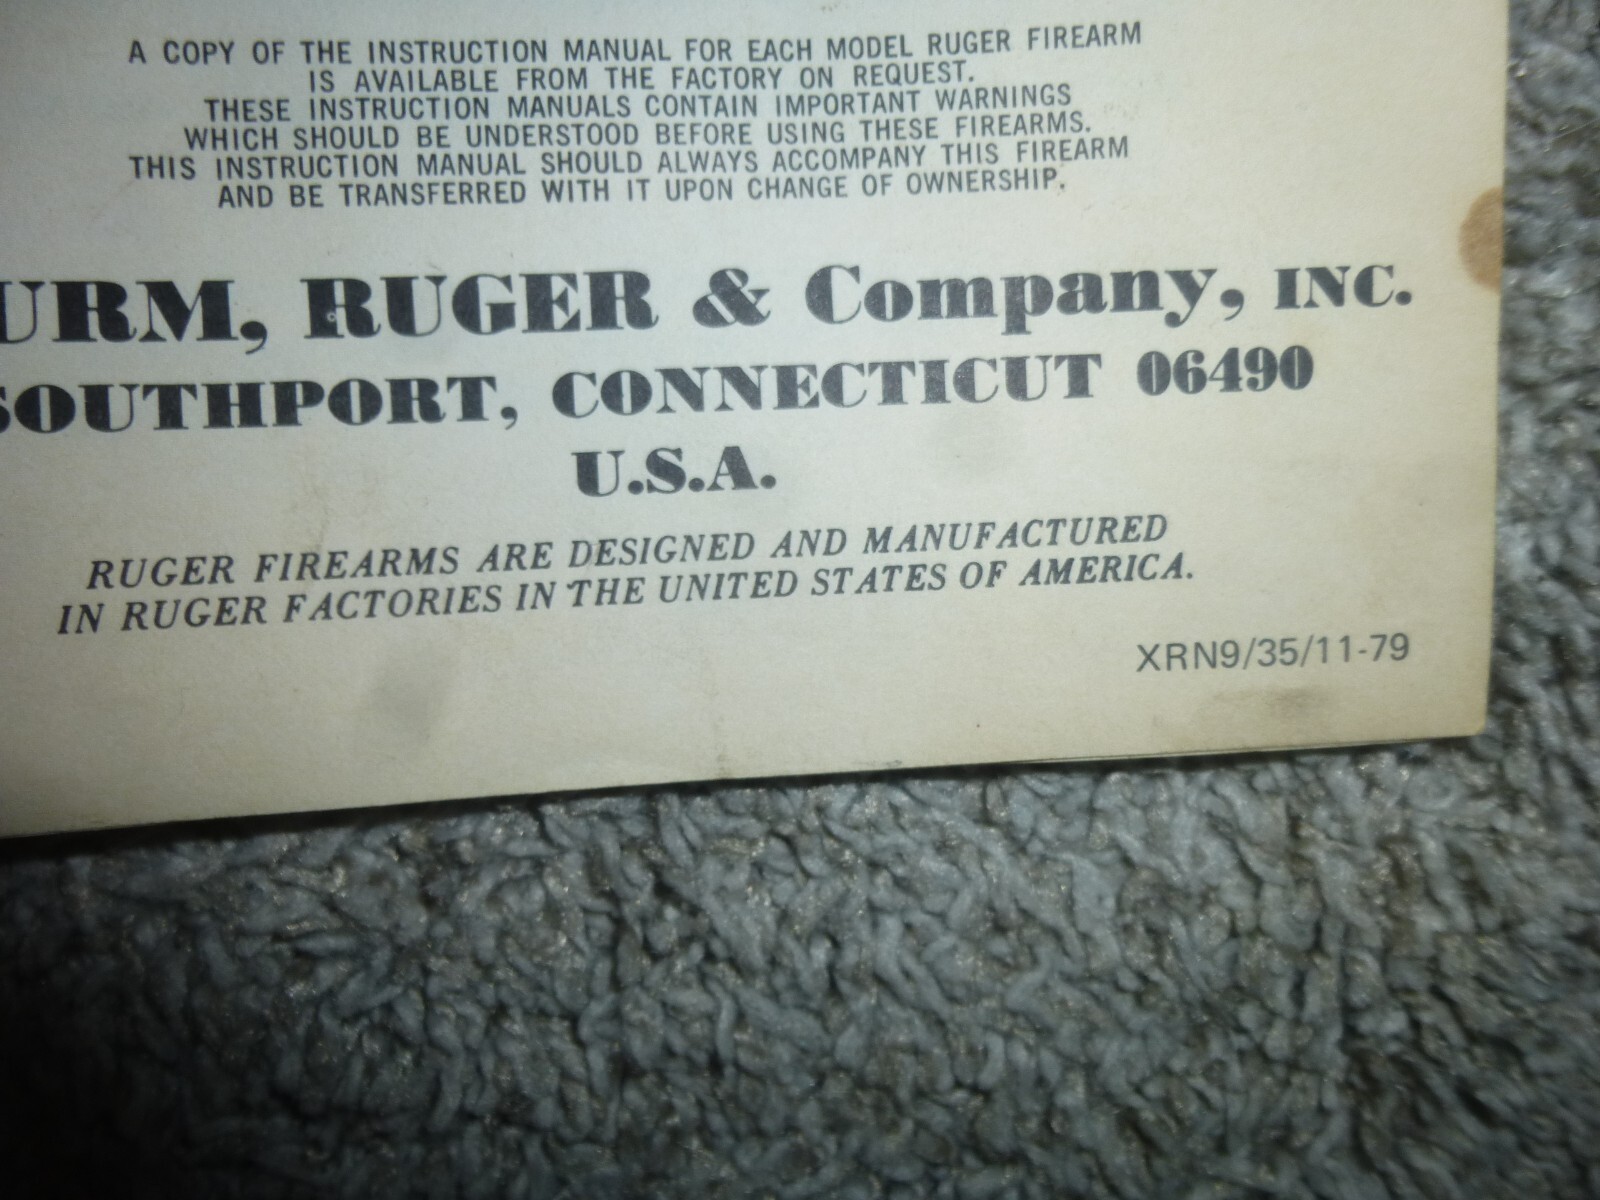 A COPY OF THE INSTRUCTION MANUAL FOR EACH MODEL RUGER FIREARM
IS AVAILABLE FROM THE FACTORY ON REQUEST.
THESE INSTRUCTION MANUALS CONTAIN IMPORTANT WARNINGS
WHICH SHOULD BE UNDERSTOOD BEFORE USING THESE FIREARMS.
THIS INSTRUCTION MANUAL SHOULD ALWAYS ACCOMPANY THIS FIREARM
AND BE TRANSFERRED WITH IT UPON CHANGE OF OWNERSHIP.
URM, RUGER & Company, INC.
SOUTHPORT, CONNECTICUT 06490
U.S.A.
RUGER FIREARMS ARE DESIGNED AND MANUFACTURED
IN RUGER FACTORIES IN THE UNITED STATES OF AMERICA.
XRN9/35/11-79